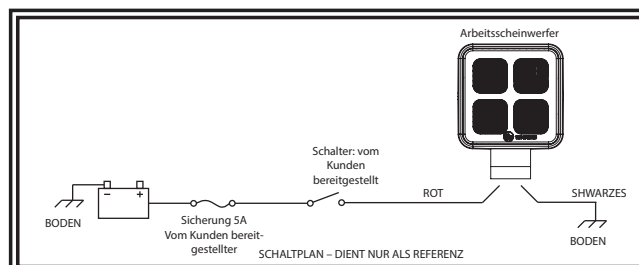 Arbeitsscheinwerfer
Schalter: vom
Kunden
bereitgestellt
ROT
SHWARZES
BODEN
– +
Sicherung 5A
Vom Kunden bereit-
gestellter
BODEN
SCHALTPLAN – DIENT NUR ALS REFERENZ